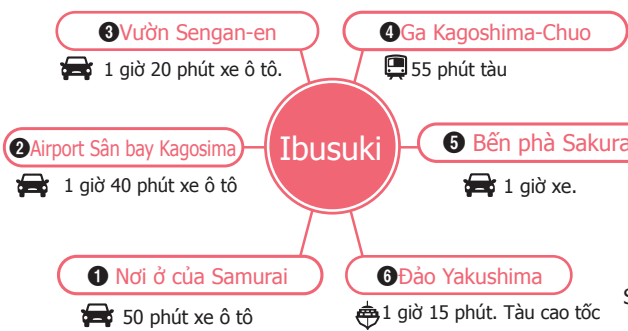 ❸Vườn Sengan-en
1 giờ 20 phút xe ô tô.
❹Ga Kagoshima-Chuo
55 phút tàu
❷Airport Sân bay Kagosima
1 giờ 40 phút xe ô tô
Ibusuki
❺ Bến phà Sakura
1 giờ xe.
❶ Nơi ở của Samurai
50 phút xe ô tô
❻Đảo Yakushima
1 giờ 15 phút. Tàu cao tốc
S